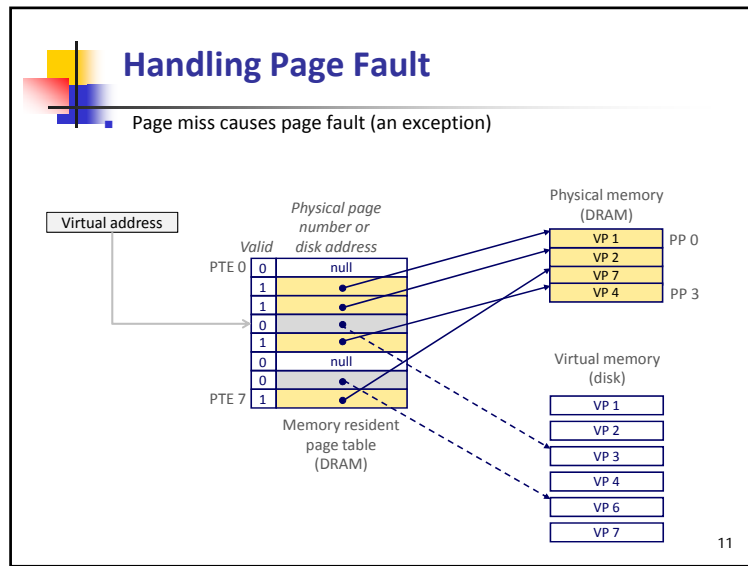 Handling Page Fault
Page miss causes page fault (an exception)
Virtual address
Physical page
number or
disk address
Valid
PTE 0
0
null
1
1
0
1
0
null
0
PTE 7
1
Memory resident
page table
(DRAM)
Physical memory
(DRAM)
VP 1
PP 0
VP 2
VP 7
VP 4
PP 3
Virtual memory
(disk)
VP 1
VP 2
VP 3
VP 4
VP 6
VP 7
11